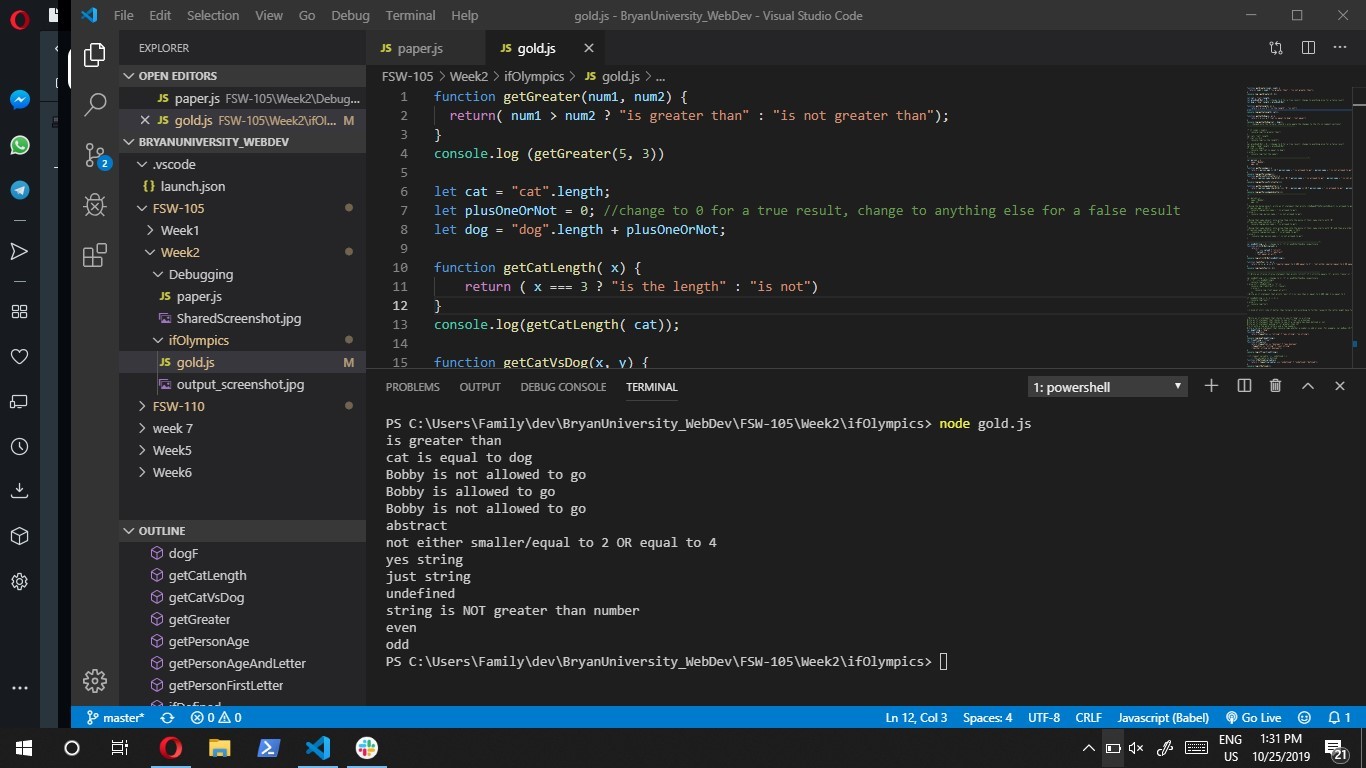 File Edit Selection View Go Debug Terminal Help
gold.js - BryanUniversity_WebDev - Visual Studio Code
EXPLORER
OPEN EDITORS
JS paper.js FSW-105\Week2\Debug...
JS gold.js FSW-105\Week2\ifOl... M
BRYANUNIVERSITY_WEBDEV
.vscode
{} launch.json
FSW-105
Week1
Week2
Debugging
JS paper.js
SharedScreenshot.jpg
ifOlympics
JS gold.js M
output_screenshot.jpg
FSW-110
week 7
Week5
Week6
OUTLINE
dogF
getCatLength
getCatVsDog
getGreater
getPersonAge
getPersonAgeAndLetter
getPersonFirstLetter
ifDefined
2
JS paper.js
JS gold.js
FSW-105 > Week2 > ifOlympics > JS gold.js > ...
1 function getGreater(num1, num2) {
2 return( num1 > num2 ? "is greater than" : "is not greater than");
3 }
4 console.log (getGreater(5, 3))
5
6 let cat = "cat".length;
7 let plusOneOrNot = 0; //change to 0 for a true result, change to anything else for a false result
8 let dog = "dog".length + plusOneOrNot;
9
10 function getCatLength( x) {
11 return ( x === 3 ? "is the length" : "is not")
12 }
13 console.log(getCatLength( cat));
14
15 function getCatVsDog(x, y) {
PROBLEMS OUTPUT DEBUG CONSOLE TERMINAL
1: powershell
PS C:\Users\Family\dev\BryanUniversity_WebDev\FSW-105\Week2\ifOlympics> node gold.js
is greater than
cat is equal to dog
Bobby is not allowed to go
Bobby is allowed to go
Bobby is not allowed to go
abstract
not either smaller/equal to 2 OR equal to 4
yes string
just string
undefined
string is NOT greater than number
even
odd
PS C:\Users\Family\dev\BryanUniversity_WebDev\FSW-105\Week2\ifOlympics>
master* 0 0
Ln 12, Col 3 Spaces: 4 UTF-8 CRLF Javascript (Babel) Go Live 1
ENG
US
1:31 PM
10/25/2019
21